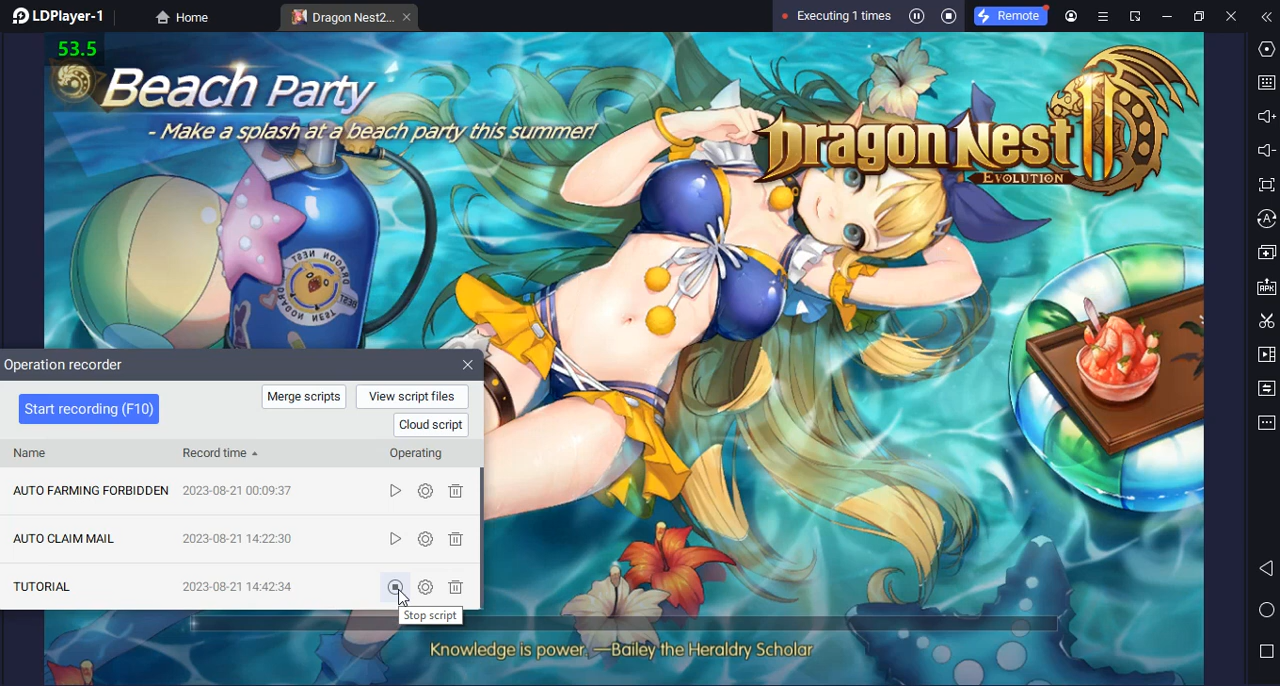 LDPlayer-1
Home
Dragon Nest2...
Executing 1 times
Remote
53.5
Beach Party
- Make a splash at a beach party this summer!
Dragon Nest II
EVOLUTION
Operation recorder
Start recording (F10)
Merge scripts
View script files
Cloud script
Name
Record time
Operating
AUTO FARMING FORBIDDEN
2023-08-21 00:09:37
AUTO CLAIM MAIL
2023-08-21 14:22:30
TUTORIAL
2023-08-21 14:42:34
Stop script
Knowledge is power. —Bailey the Heraldry Scholar
APK
A